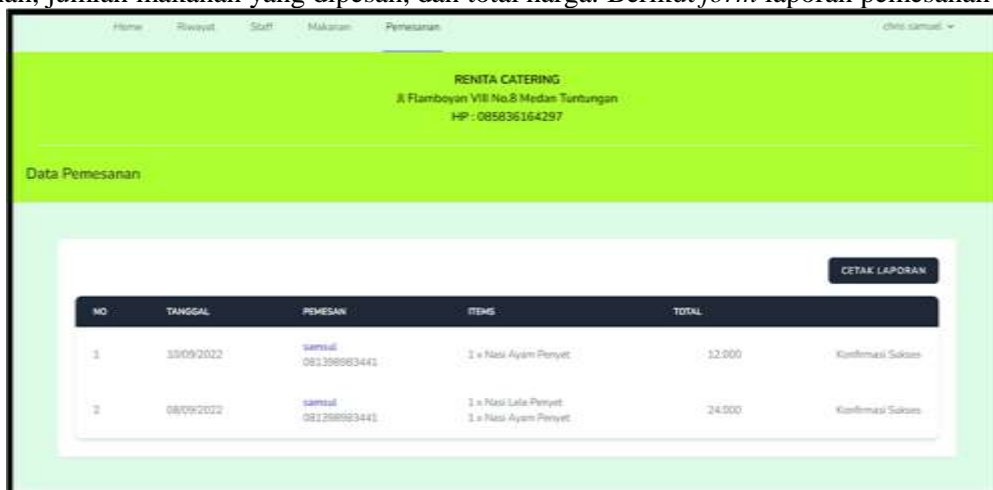 jumlah makanan yang dipesan, dan total harga. Berikut form laporan pemesanan
Home Riwayat Staff Makanan Pemesanan chris samuel
RENITA CATERING
Jl Flamboyan VIII No.8 Medan Tuntungan
HP : 085836164297
Data Pemesanan
CETAK LAPORAN
NO TANGGAL PEMESAN ITEMS TOTAL
1 10/09/2022 samsul 1 x Nasi Ayam Penyet 12.000 Konfirmasi Sukses
081398983441
2 08/09/2022 samsul 1 x Nasi Lele Penyet 24.000 Konfirmasi Sukses
081398983441 1 x Nasi Ayam Penyet